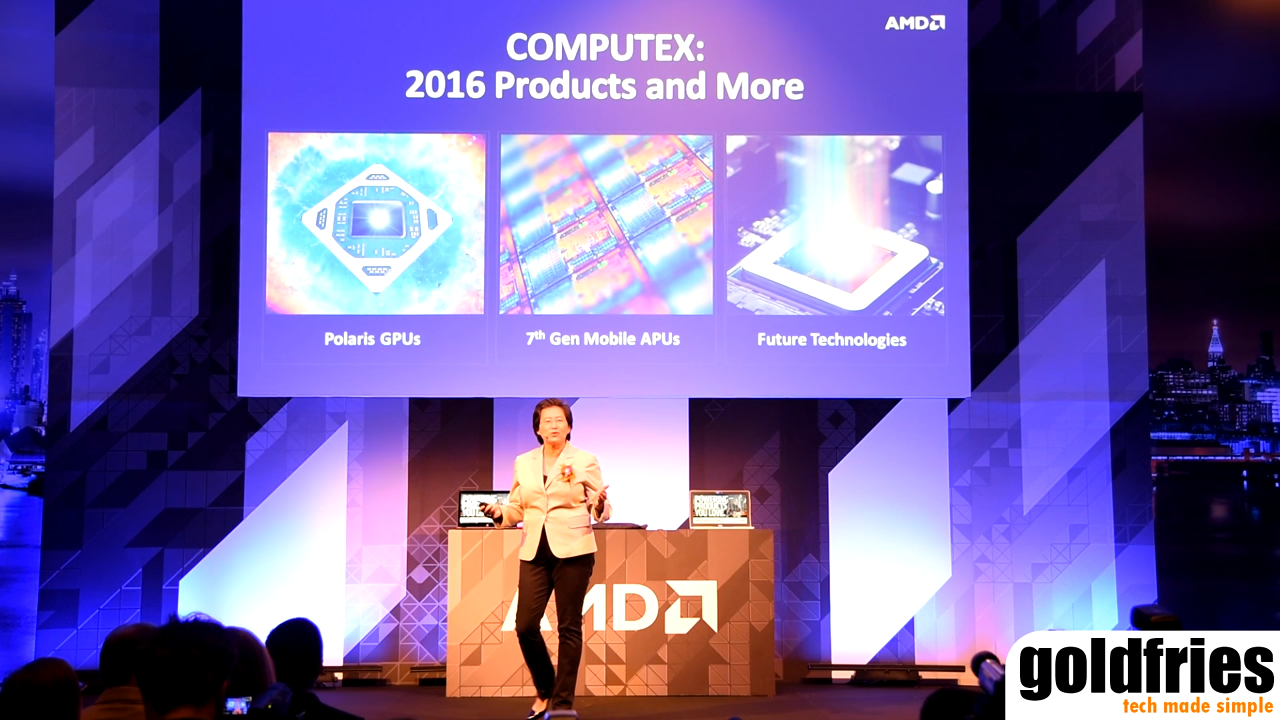 AMD
COMPUTEX:
2016 Products and More
Polaris GPUs
7th Gen Mobile APUs
Future Technologies
AMD
goldfries
tech made simple